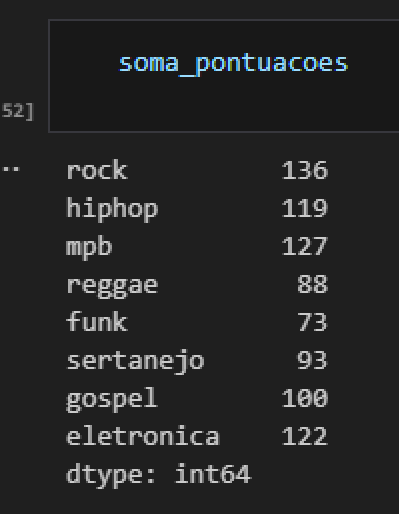 soma_pontuacoes
52]
..
rock 136
hiphop 119
mpb 127
reggae 88
funk 73
sertanejo 93
gospel 100
eletronica 122
dtype: int64